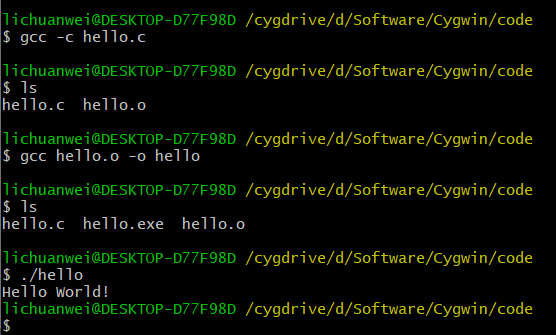 lichuanwei@DESKTOP-D77F98D /cygdrive/d/Software/Cygwin/code
$ gcc -c hello.c
lichuanwei@DESKTOP-D77F98D /cygdrive/d/Software/Cygwin/code
$ ls
hello.c  hello.o
lichuanwei@DESKTOP-D77F98D /cygdrive/d/Software/Cygwin/code
$ gcc hello.o -o hello
lichuanwei@DESKTOP-D77F98D /cygdrive/d/Software/Cygwin/code
$ ls
hello.c  hello.exe  hello.o
lichuanwei@DESKTOP-D77F98D /cygdrive/d/Software/Cygwin/code
$ ./hello
Hello World!
lichuanwei@DESKTOP-D77F98D /cygdrive/d/Software/Cygwin/code
$